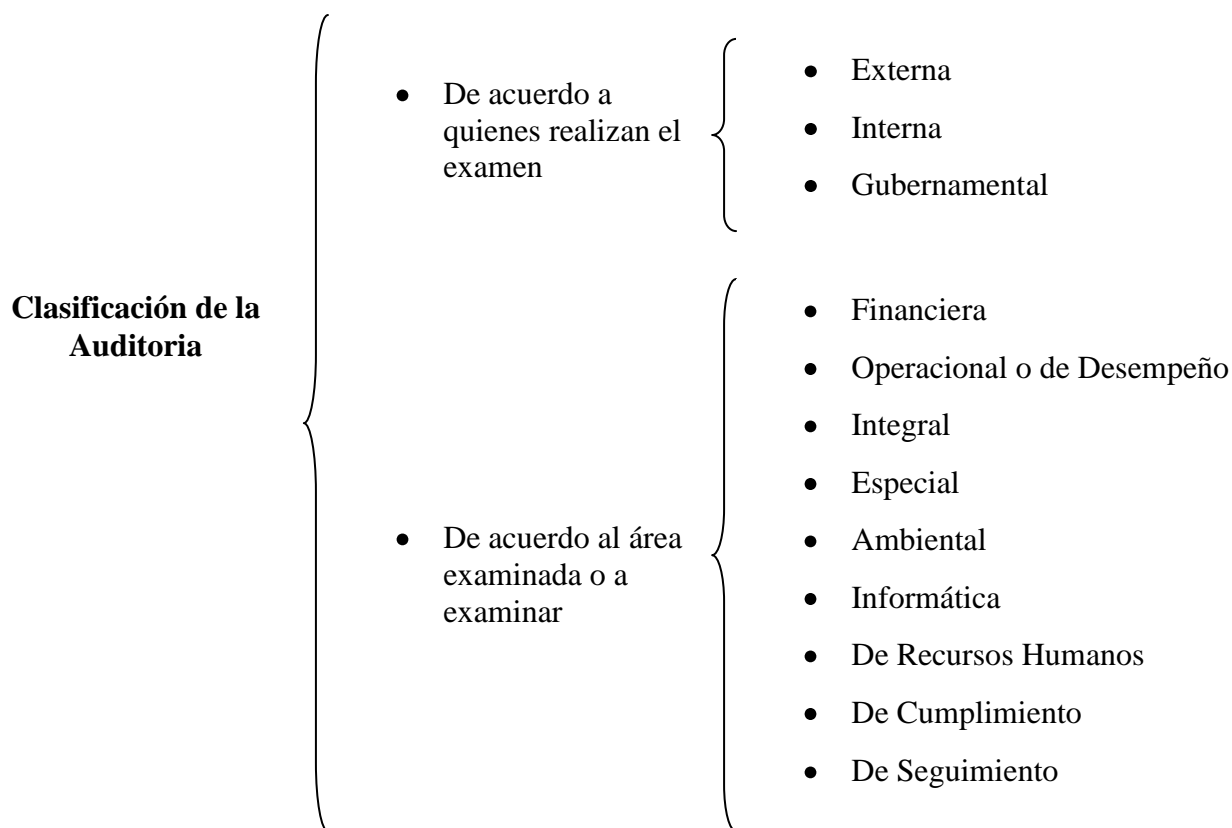 Clasificación de la
Auditoria
• De acuerdo a
quienes realizan el
examen
• Externa
• Interna
• Gubernamental
• De acuerdo al área
examinada o a
examinar
• Financiera
• Operacional o de Desempeño
• Integral
• Especial
• Ambiental
• Informática
• De Recursos Humanos
• De Cumplimiento
• De Seguimiento